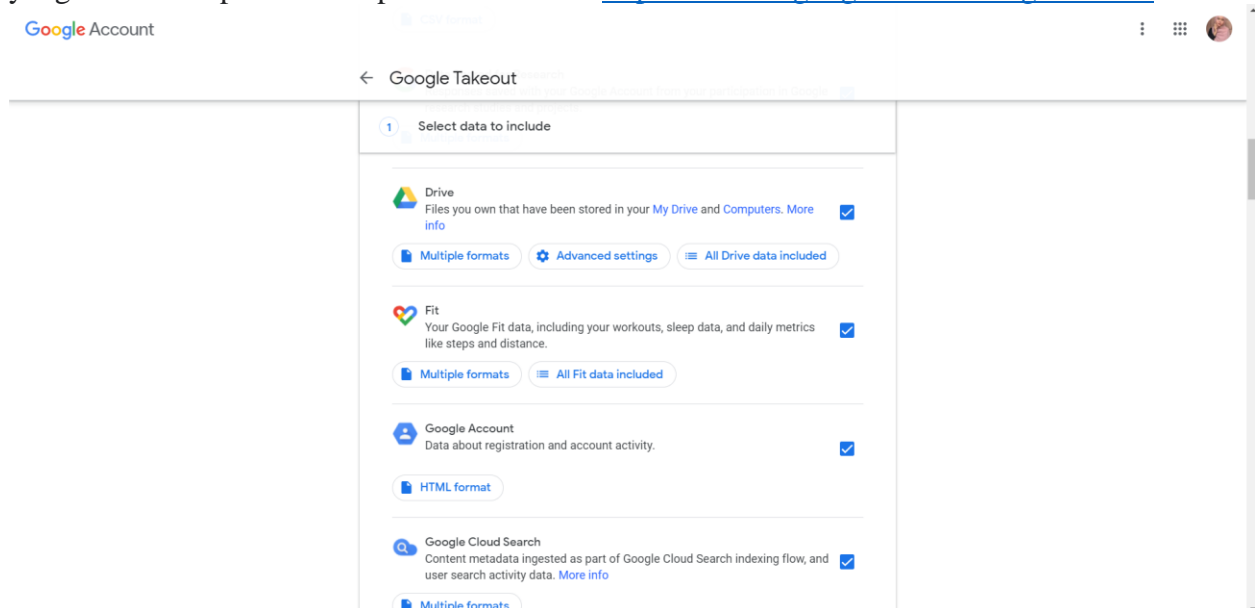 CSV format
Google Account
Google Takeout
1 Select data to include
Drive
Files you own that have been stored in your My Drive and Computers. More
info
Multiple formats Advanced settings All Drive data included
Fit
Your Google Fit data, including your workouts, sleep data, and daily metrics
like steps and distance.
Multiple formats All Fit data included
Google Account
Data about registration and account activity.
HTML format
Google Cloud Search
Content metadata ingested as part of Google Cloud Search indexing flow, and
user search activity data. More info
Multiple formats